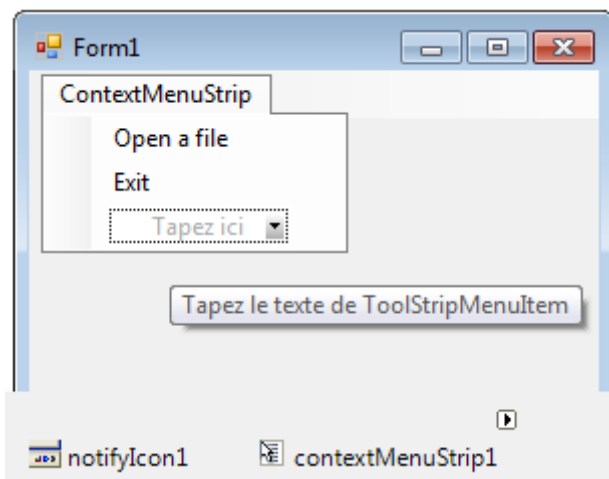 Form1
ContextMenuStrip
Open a file
Exit
Tapez ici
Tapez le texte de ToolStripMenuItem
notifyIcon1
contextMenuStrip1